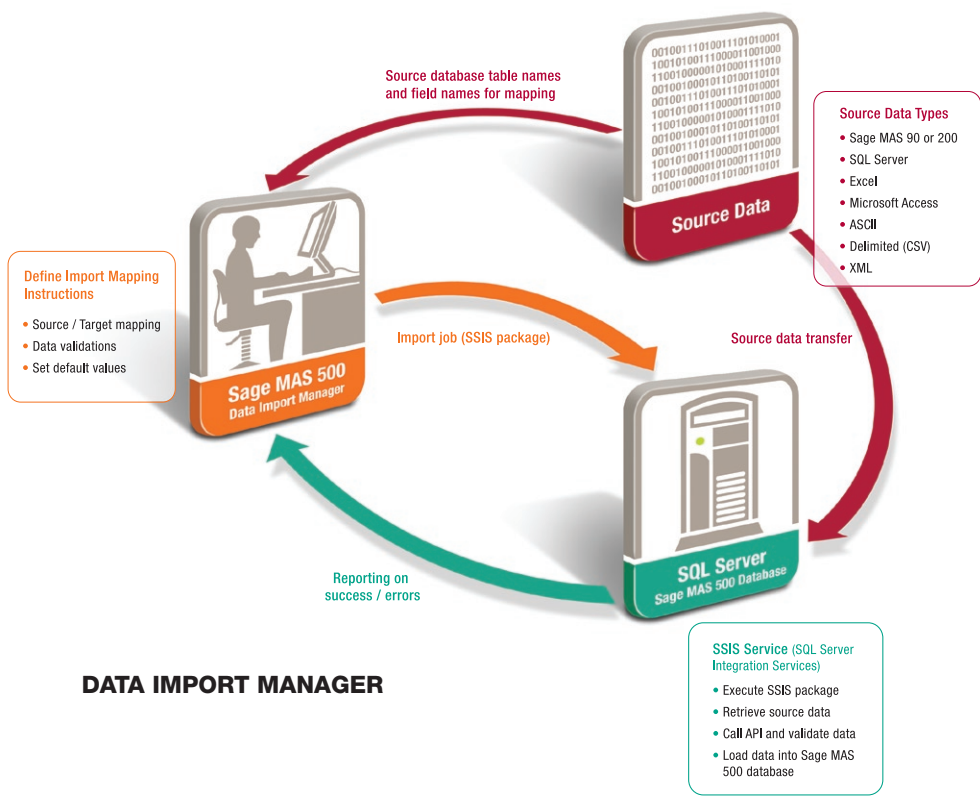 001001110100111010100001
100101001110000110010000
110010000010100011110100
001001000101101001101010
Source database table names
and field names for mapping
Source Data
Source Data Types
• Sage MAS 90 or 200
• SQL Server
• Excel
• Microsoft Access
• ASCII
• Delimited (CSV)
• XML
Define Import Mapping
Instructions
• Source / Target mapping
• Data validations
• Set default values
Sage MAS 500
Data Import Manager
Import job (SSIS package)
Source data transfer
SQL Server
Sage MAS 500 Database
Reporting on
success / errors
SSIS Service (SQL Server
Integration Services)
• Execute SSIS package
• Retrieve source data
• Call API and validate data
• Load data into Sage MAS
500 database
DATA IMPORT MANAGER